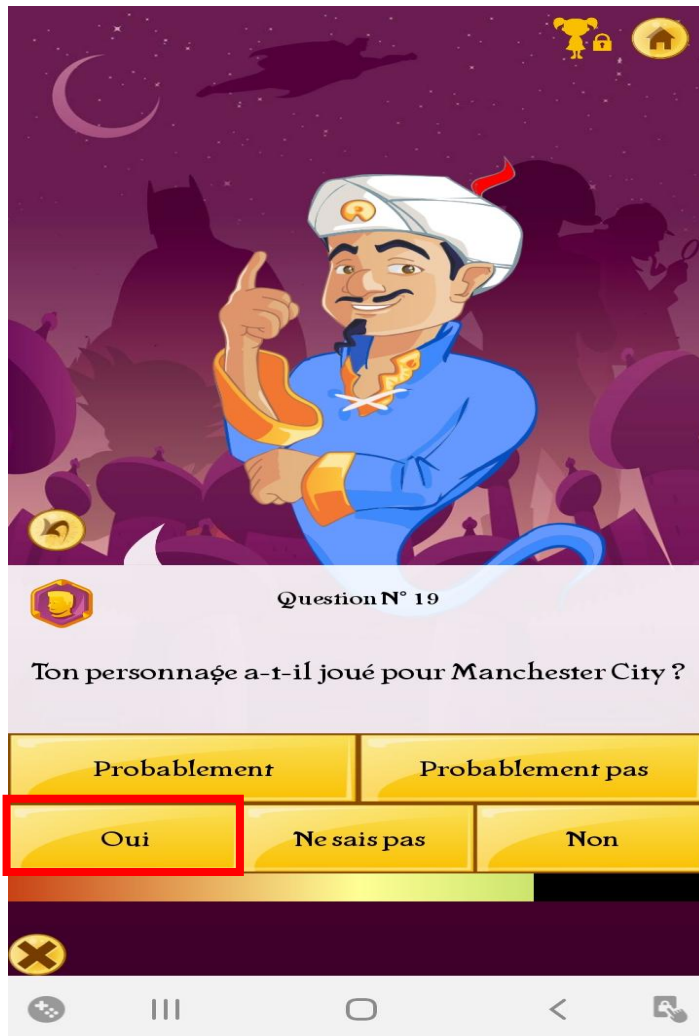 Question N° 19
Ton personnage a-t-il joué pour Manchester City ?
Probablement
Probablement pas
Oui
Ne sais pas
Non